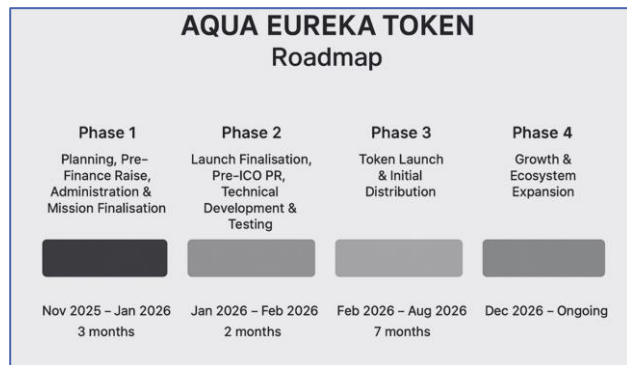 AQUA EUREKA TOKEN
Roadmap
Phase 1
Planning, Pre-
Finance Raise,
Administration &
Mission Finalisation
Nov 2025 – Jan 2026
3 months
Phase 2
Launch Finalisation,
Pre-ICO PR,
Technical
Development &
Testing
Jan 2026 – Feb 2026
2 months
Phase 3
Token Launch
& Initial
Distribution
Feb 2026 – Aug 2026
7 months
Phase 4
Growth &
Ecosystem
Expansion
Dec 2026 – Ongoing